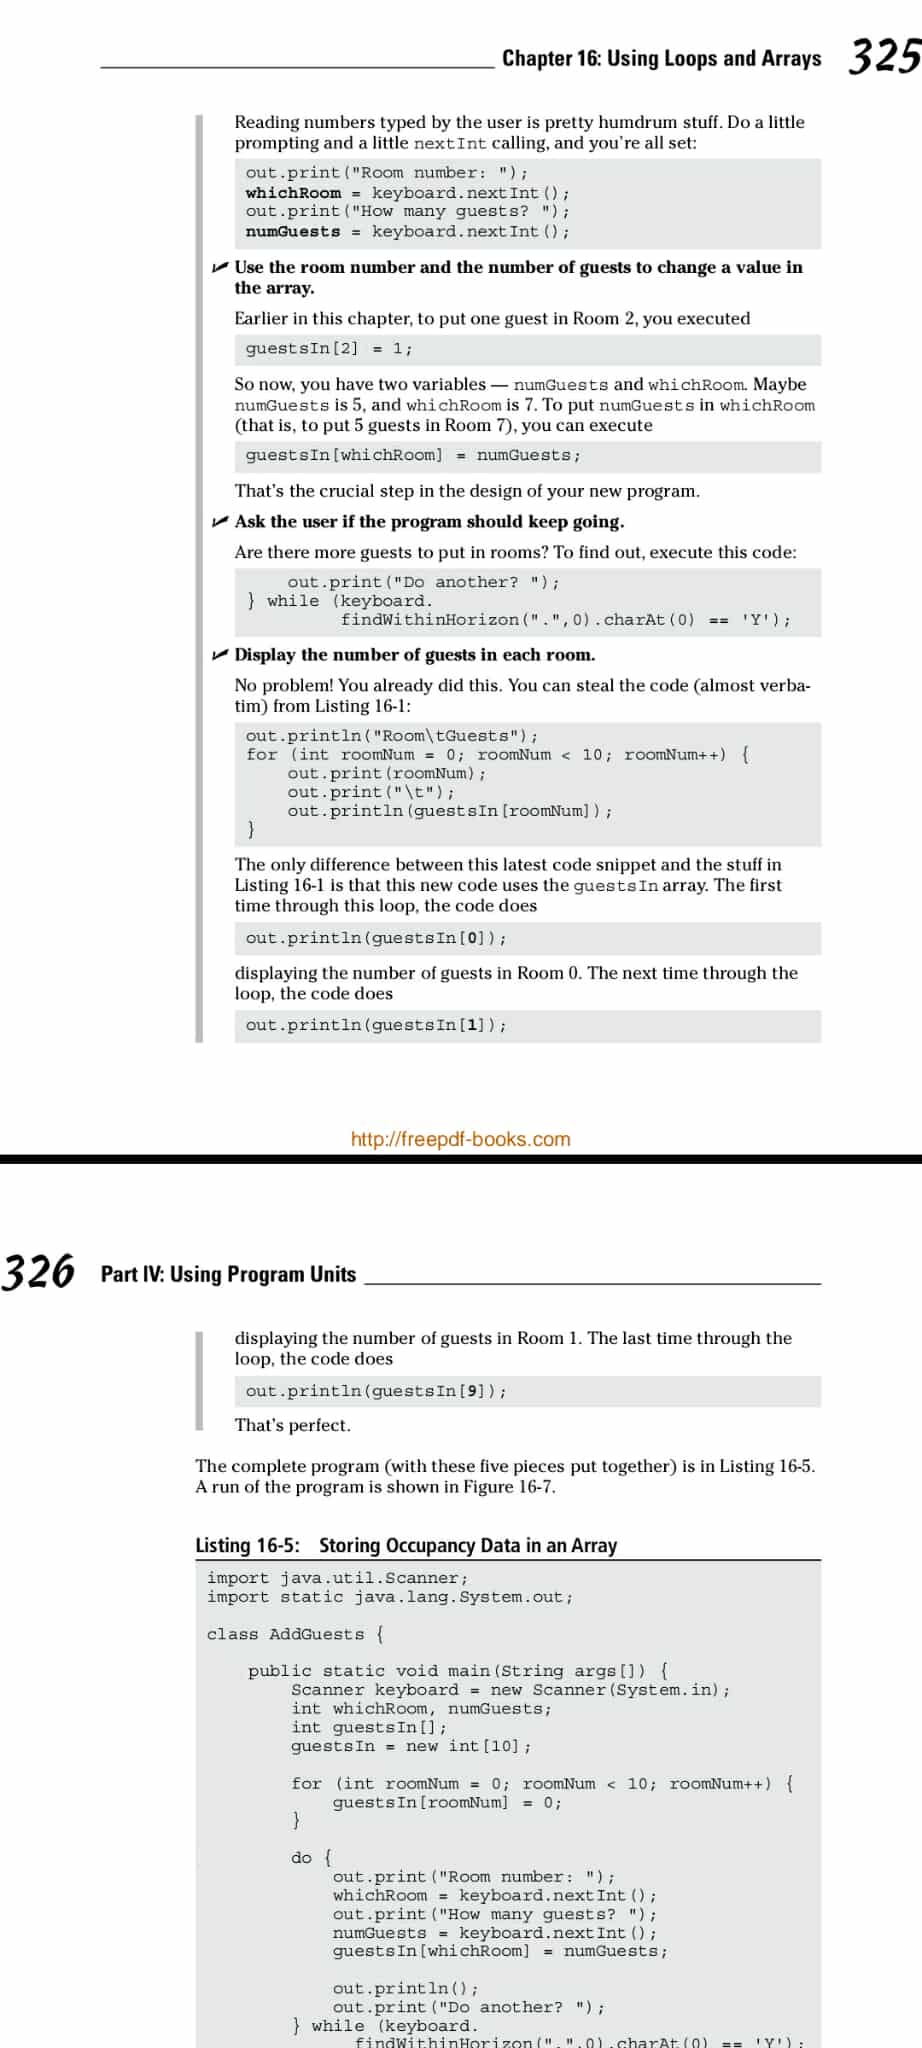 Chapter 16: Using Loops and Arrays 325
Reading numbers typed by the user is pretty humdrum stuff. Do a little
prompting and a little nextInt calling, and you're all set:
out.print("Room number: ");
whichRoom = keyboard.nextInt();
out.print("How many guests? ");
numGuests = keyboard.nextInt();
✓ Use the room number and the number of guests to change a value in
the array.
Earlier in this chapter, to put one guest in Room 2, you executed
guestsIn[2] = 1;
So now, you have two variables — numGuests and whichRoom. Maybe
numGuests is 5, and whichRoom is 7. To put numGuests in whichRoom
(that is, to put 5 guests in Room 7), you can execute
guestsIn[whichRoom] = numGuests;
That's the crucial step in the design of your new program.
✓ Ask the user if the program should keep going.
Are there more guests to put in rooms? To find out, execute this code:
out.print("Do another? ");
} while (keyboard.
findWithinHorizon(".",0).charAt(0) == 'Y');
✓ Display the number of guests in each room.
No problem! You already did this. You can steal the code (almost verba-
tim) from Listing 16-1:
out.println("Room\tGuests");
for (int roomNum = 0; roomNum < 10; roomNum++) {
out.print(roomNum);
out.print("\t");
out.println(guestsIn[roomNum]);
}
The only difference between this latest code snippet and the stuff in
Listing 16-1 is that this new code uses the guestsIn array. The first
time through this loop, the code does
out.println(guestsIn[0]);
displaying the number of guests in Room 0. The next time through the
loop, the code does
out.println(guestsIn[1]);
http://freepdf-books.com
326 Part IV: Using Program Units
displaying the number of guests in Room 1. The last time through the
loop, the code does
out.println(guestsIn[9]);
That's perfect.
The complete program (with these five pieces put together) is in Listing 16-5.
A run of the program is shown in Figure 16-7.
Listing 16-5: Storing Occupancy Data in an Array
import java.util.Scanner;
import static java.lang.System.out;
class AddGuests {
public static void main(String args[]) {
Scanner keyboard = new Scanner(System.in);
int whichRoom, numGuests;
int guestsIn[];
guestsIn = new int[10];
for (int roomNum = 0; roomNum < 10; roomNum++) {
guestsIn[roomNum] = 0;
}
do {
out.print("Room number: ");
whichRoom = keyboard.nextInt();
out.print("How many guests? ");
numGuests = keyboard.nextInt();
guestsIn[whichRoom] = numGuests;
out.println();
out.print("Do another? ");
} while (keyboard.
findWithinHorizon(".",0).charAt(0) == 'Y');